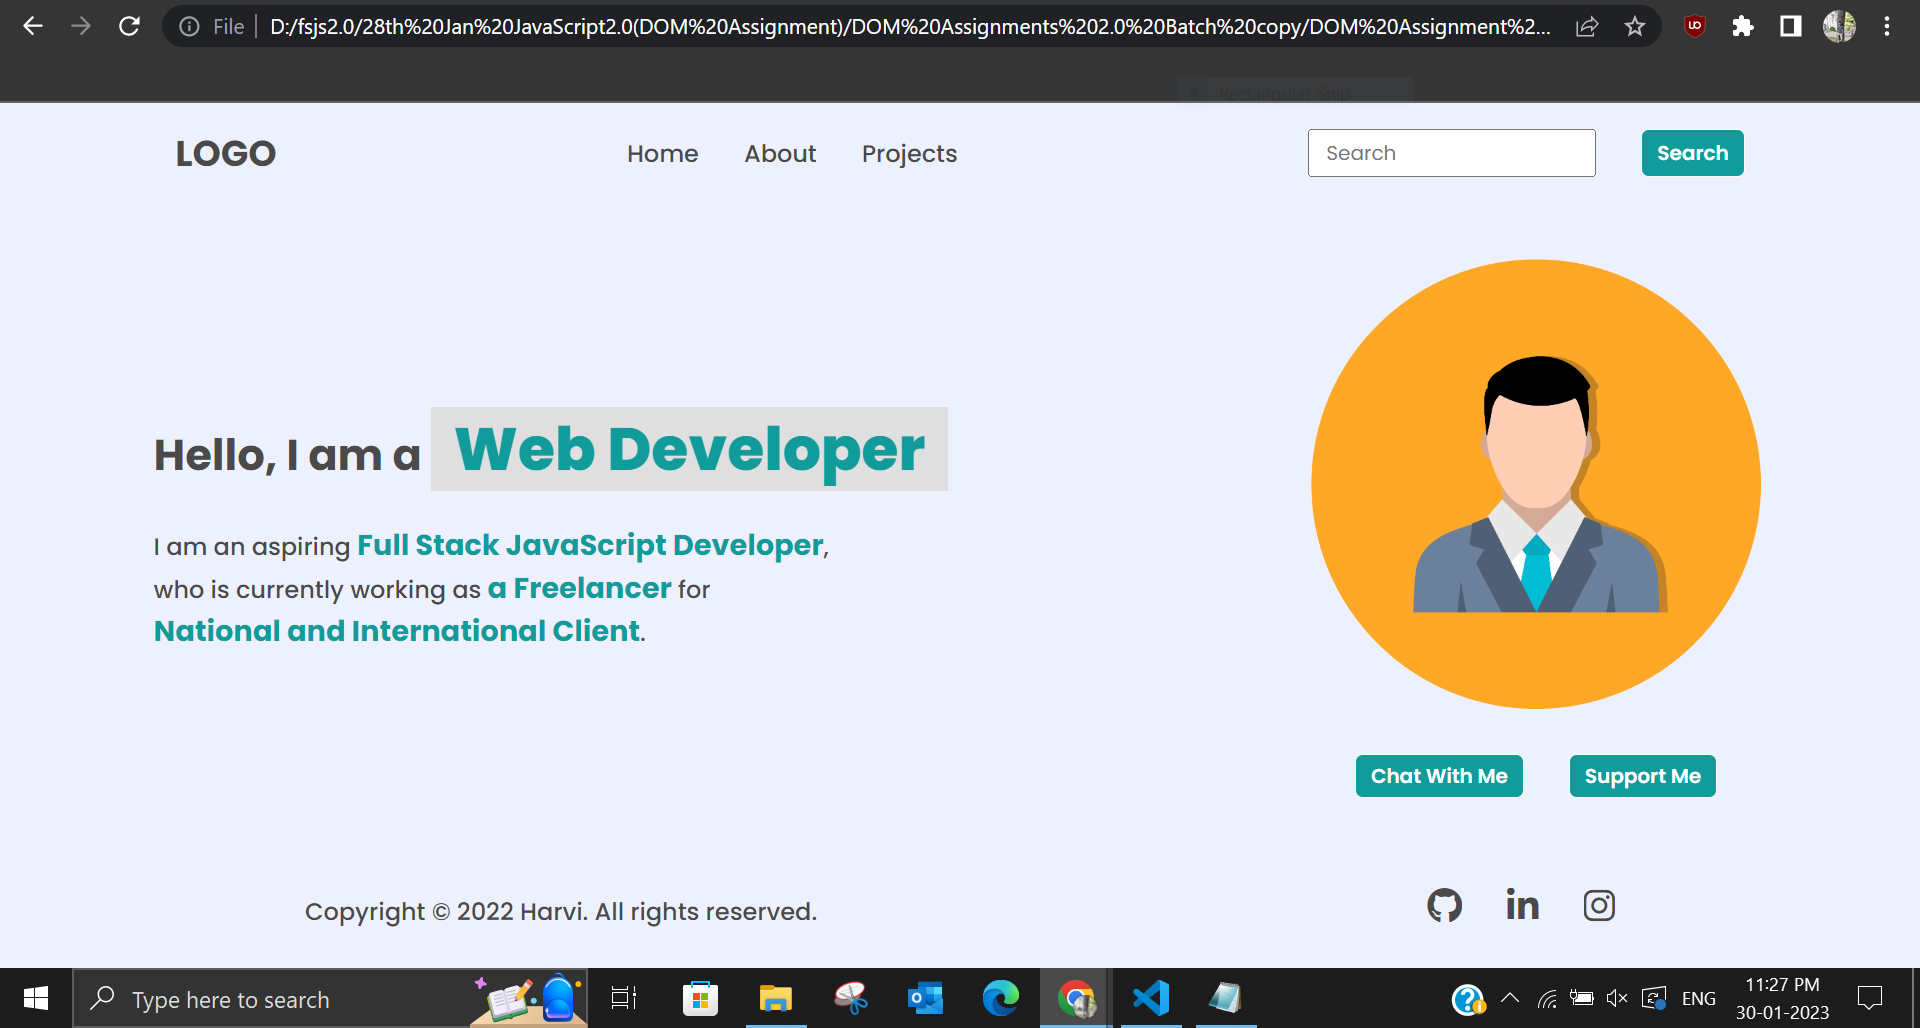 File D:/fsjs2.0/28th%20Jan%20JavaScript2.0(DOM%20Assignment)/DOM%20Assignments%202.0%20Batch%20copy/DOM%20Assignment%2...
Rectangular Snip
LOGO Home About Projects Search Search
Hello, I am a Web Developer
I am an aspiring Full Stack JavaScript Developer,
who is currently working as a Freelancer for
National and International Client.
Chat With Me Support Me
Copyright © 2022 Harvi. All rights reserved.
Type here to search
ENG
11:27 PM
30-01-2023